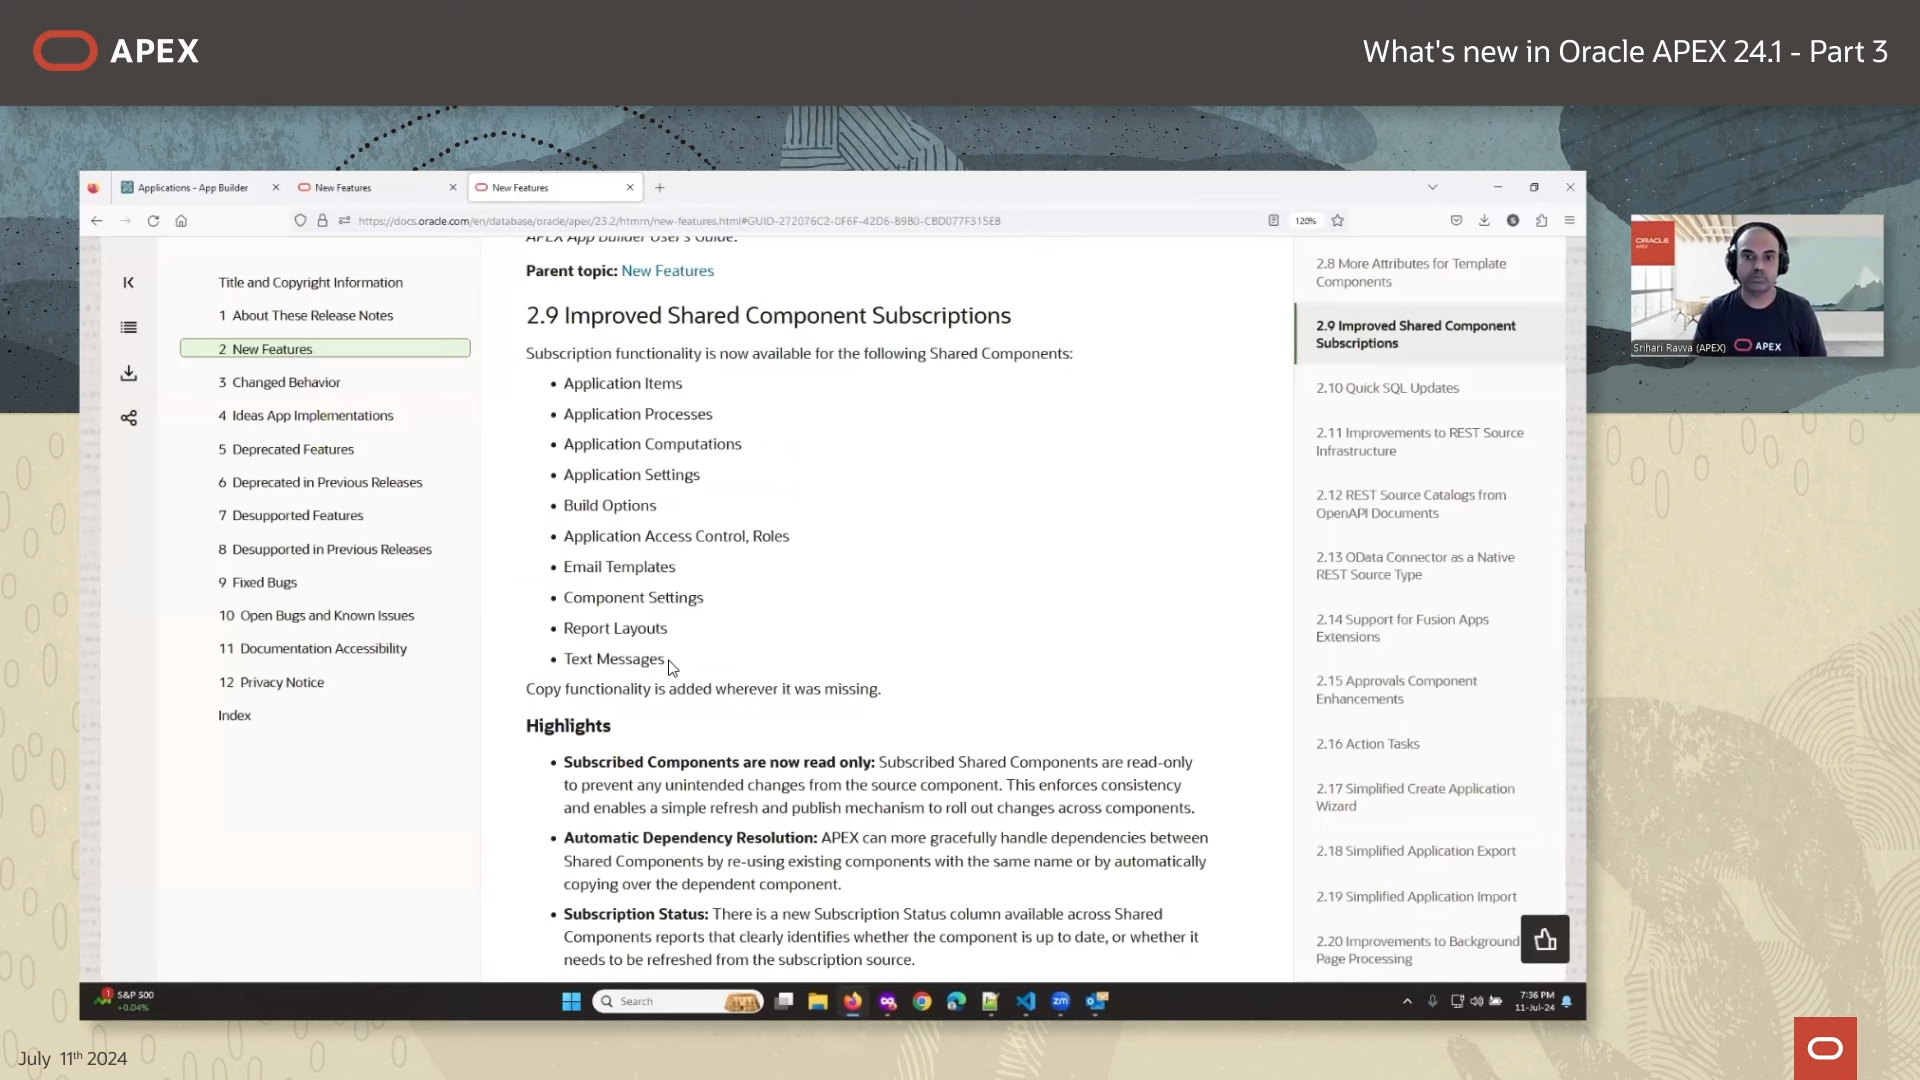 APEX
What's new in Oracle APEX 24.1 - Part 3
Applications - App Builder
New Features
New Features
https://docs.oracle.com/en/database/oracle/apex/23.2/htmrn/new-features.html#GUID-272076C2-0F6F-42D6-B9B0-CBD077F315EB
120%
Title and Copyright Information
1 About These Release Notes
2 New Features
3 Changed Behavior
4 Ideas App Implementations
5 Deprecated Features
6 Deprecated in Previous Releases
7 Desupported Features
8 Desupported in Previous Releases
9 Fixed Bugs
10 Open Bugs and Known Issues
11 Documentation Accessibility
12 Privacy Notice
Index
APEX App Builder User's Guide.
Parent topic: New Features
2.9 Improved Shared Component Subscriptions
Subscription functionality is now available for the following Shared Components:
• Application Items
• Application Processes
• Application Computations
• Application Settings
• Build Options
• Application Access Control, Roles
• Email Templates
• Component Settings
• Report Layouts
• Text Messages
Copy functionality is added wherever it was missing.
Highlights
• Subscribed Components are now read only: Subscribed Shared Components are read-only
to prevent any unintended changes from the source component. This enforces consistency
and enables a simple refresh and publish mechanism to roll out changes across components.
• Automatic Dependency Resolution: APEX can more gracefully handle dependencies between
Shared Components by re-using existing components with the same name or by automatically
copying over the dependent component.
• Subscription Status: There is a new Subscription Status column available across Shared
Components reports that clearly identifies whether the component is up to date, or whether it
needs to be refreshed from the subscription source.
2.8 More Attributes for Template
Components
2.9 Improved Shared Component
Subscriptions
2.10 Quick SQL Updates
2.11 Improvements to REST Source
Infrastructure
2.12 REST Source Catalogs from
OpenAPI Documents
2.13 OData Connector as a Native
REST Source Type
2.14 Support for Fusion Apps
Extensions
2.15 Approvals Component
Enhancements
2.16 Action Tasks
2.17 Simplified Create Application
Wizard
2.18 Simplified Application Export
2.19 Simplified Application Import
2.20 Improvements to Background
Page Processing
ORACLE
APEX
Srihari Ravva (APEX)
APEX
1
S&P 500
+0.04%
Search
zm
7:36 PM
11-Jul-24
July 11th 2024